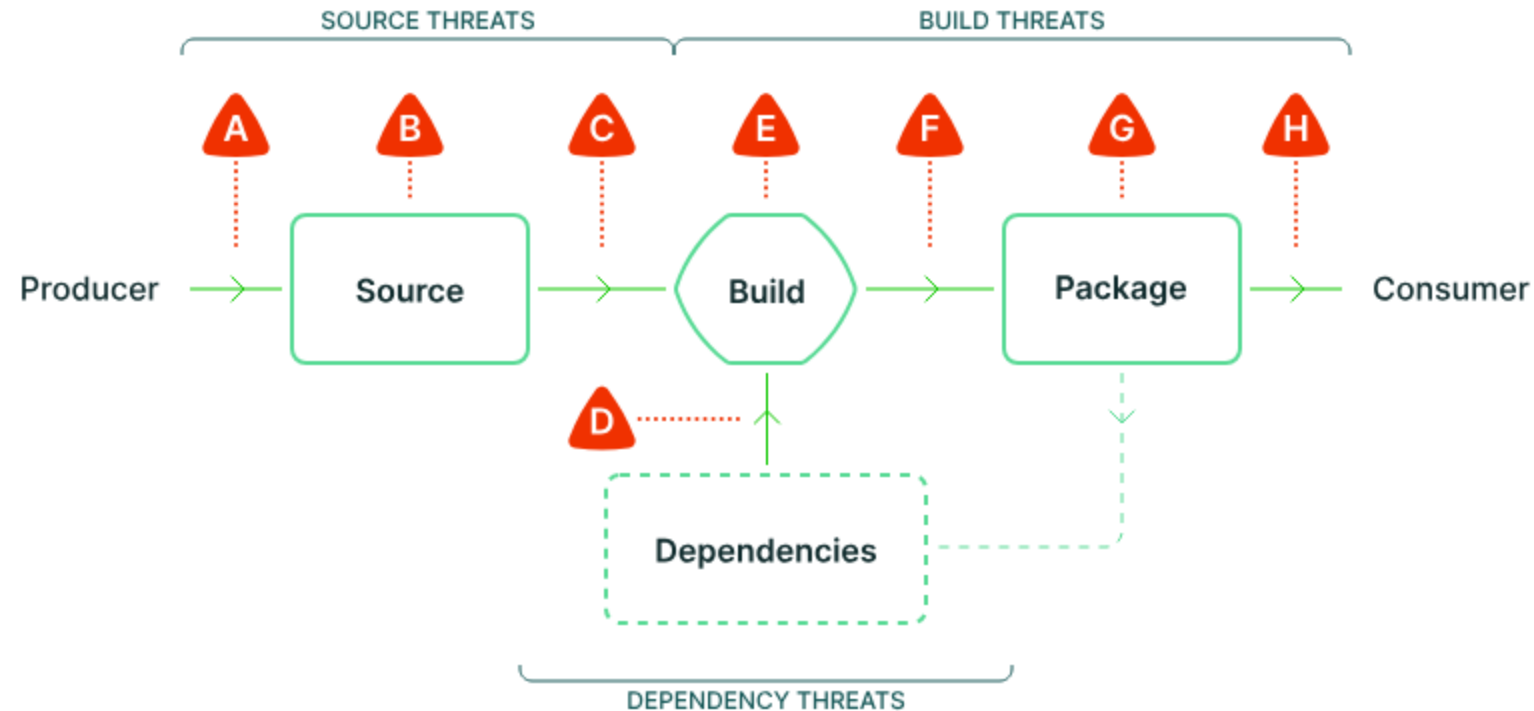 SOURCE THREATS
BUILD THREATS
A
B
C
E
F
G
H
Producer
Source
Build
Package
Consumer
D
Dependencies
DEPENDENCY THREATS